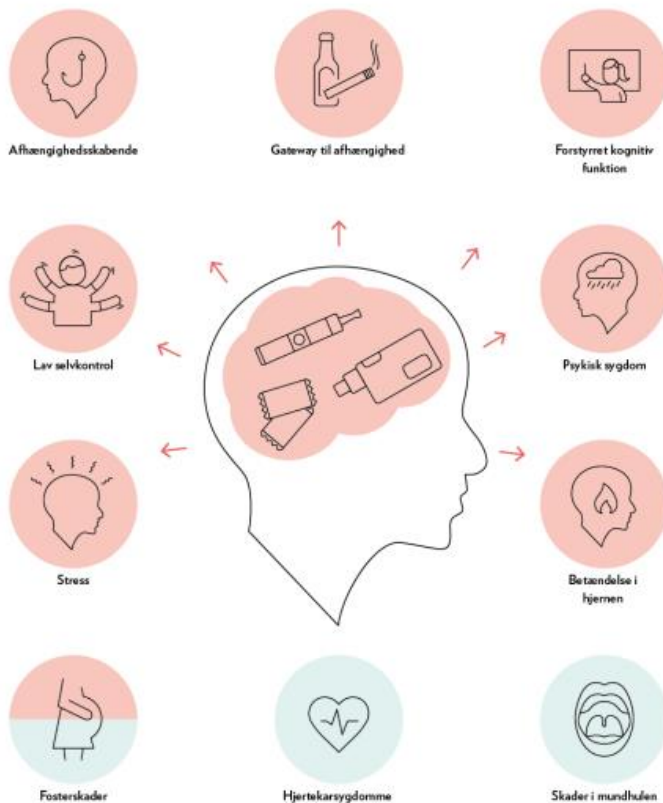 Afhængighedsskabende
Gateway til afhængighed
Forstyrret kognitiv
funktion
Lav selvkontrol
Psykisk sygdom
Stress
Betændelse i
hjernen
Fosterskader
Hjertekarsygdomme
Skader i mundhulen